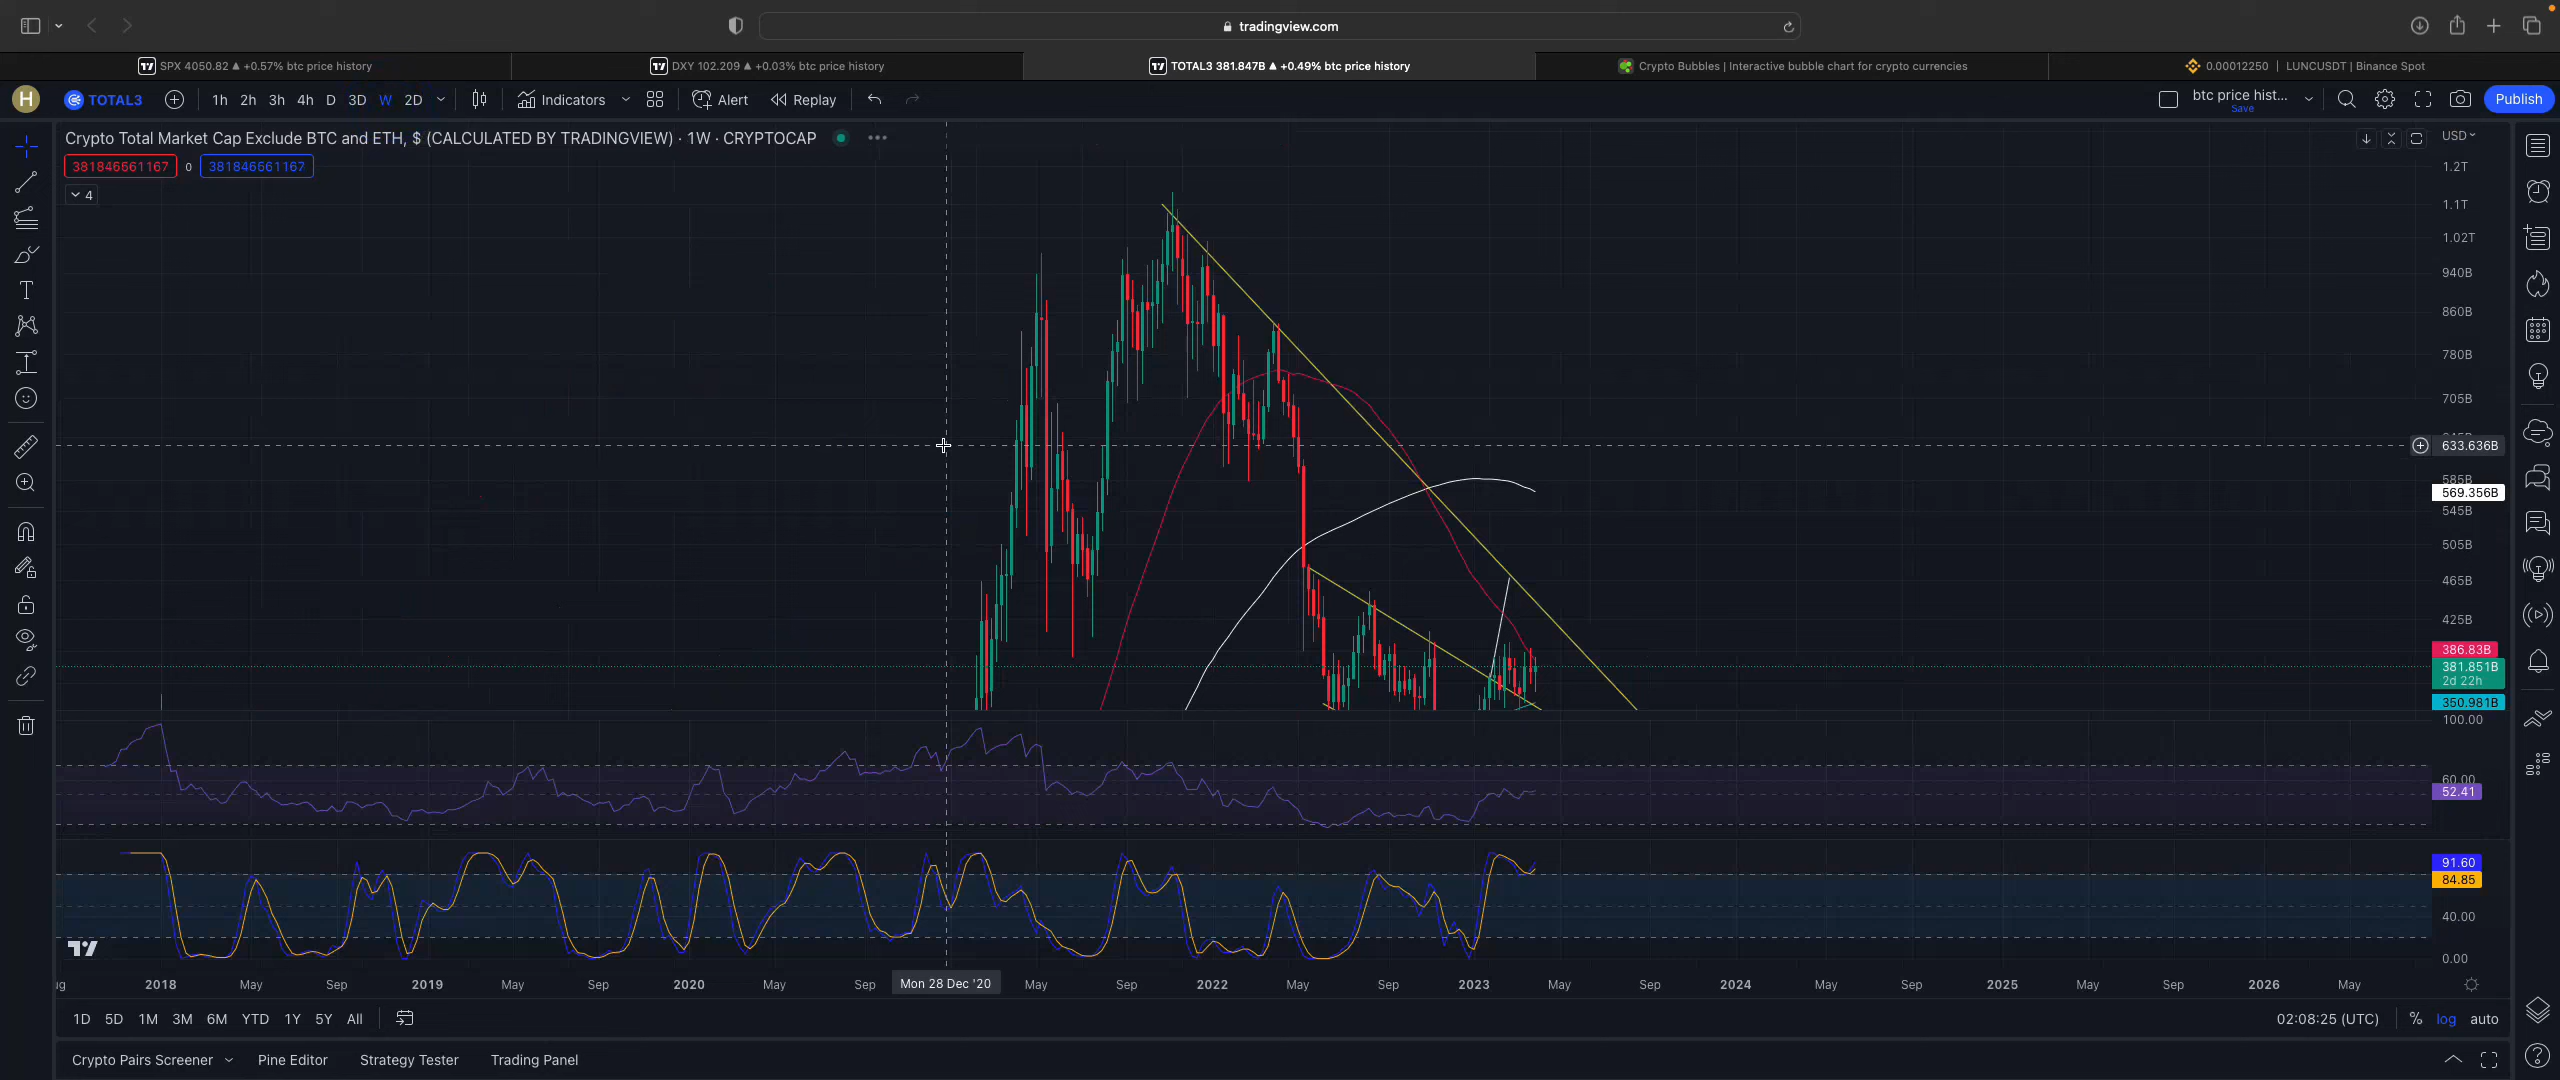 tradingview.com
SPX 4050.82 ▲ +0.57% btc price history
DXY 102.209 ▲ +0.03% btc price history
TOTAL3 381.847B ▲ +0.49% btc price history
Crypto Bubbles | Interactive bubble chart for crypto currencies
0.00012250 | LUNCUSDT | Binance Spot
H
TOTAL3
1h 2h 3h 4h D 3D W 2D
Indicators
Alert
Replay
btc price hist...
Save
Publish
Crypto Total Market Cap Exclude BTC and ETH, $ (CALCULATED BY TRADINGVIEW) · 1W · CRYPTOCAP
381846661167 0 381846661167
4
USD
1.2T
1.1T
1.02T
940B
860B
780B
705B
633.636B
585B
569.356B
545B
505B
465B
425B
386.83B
381.851B
2d 22h
350.981B
100.00
60.00
52.41
91.60
84.85
40.00
0.00
2018 May Sep 2019 May Sep 2020 May Sep Mon 28 Dec '20 May Sep 2022 May Sep 2023 May Sep 2024 May Sep 2025 May Sep 2026 May
1D 5D 1M 3M 6M YTD 1Y 5Y All
02:08:25 (UTC) % log auto
Crypto Pairs Screener Pine Editor Strategy Tester Trading Panel